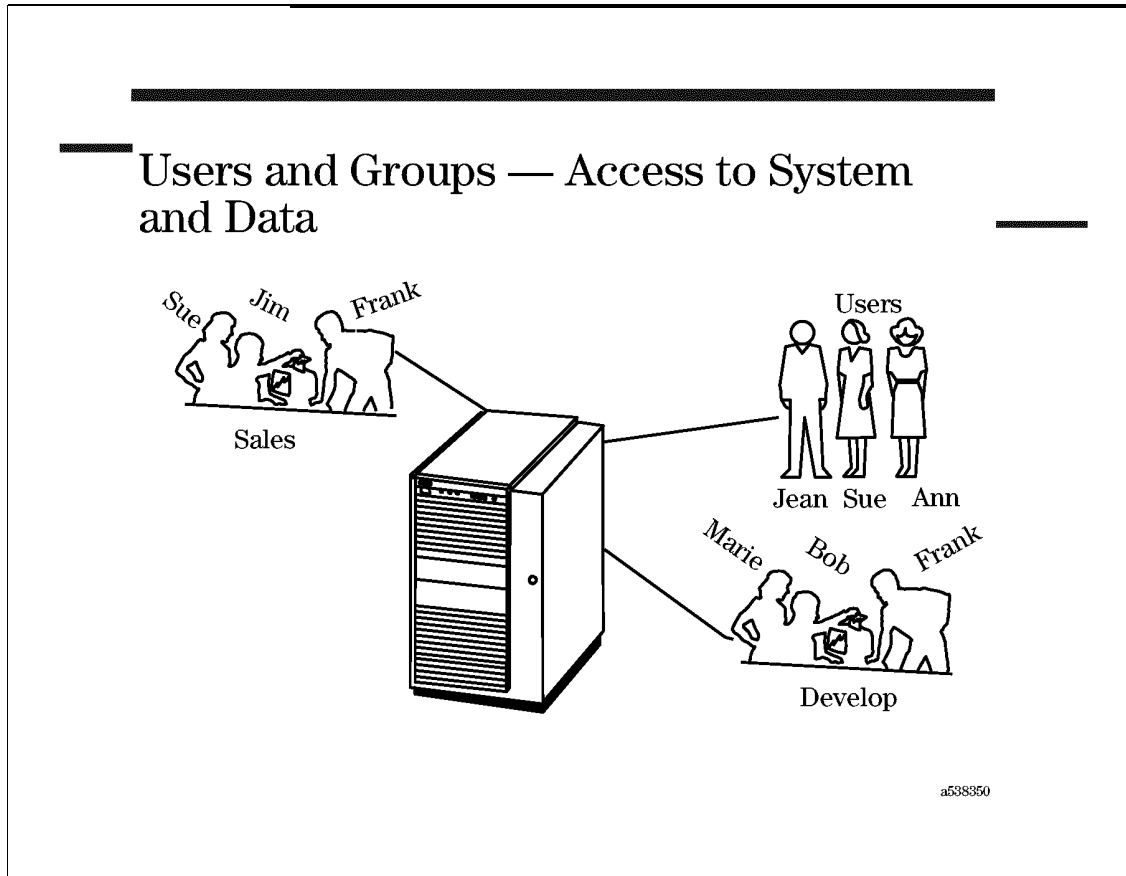 Users and Groups — Access to System
and Data
Sue Jim Frank
Sales
Users
Jean Sue Ann
Marie Bob Frank
Develop
a538350